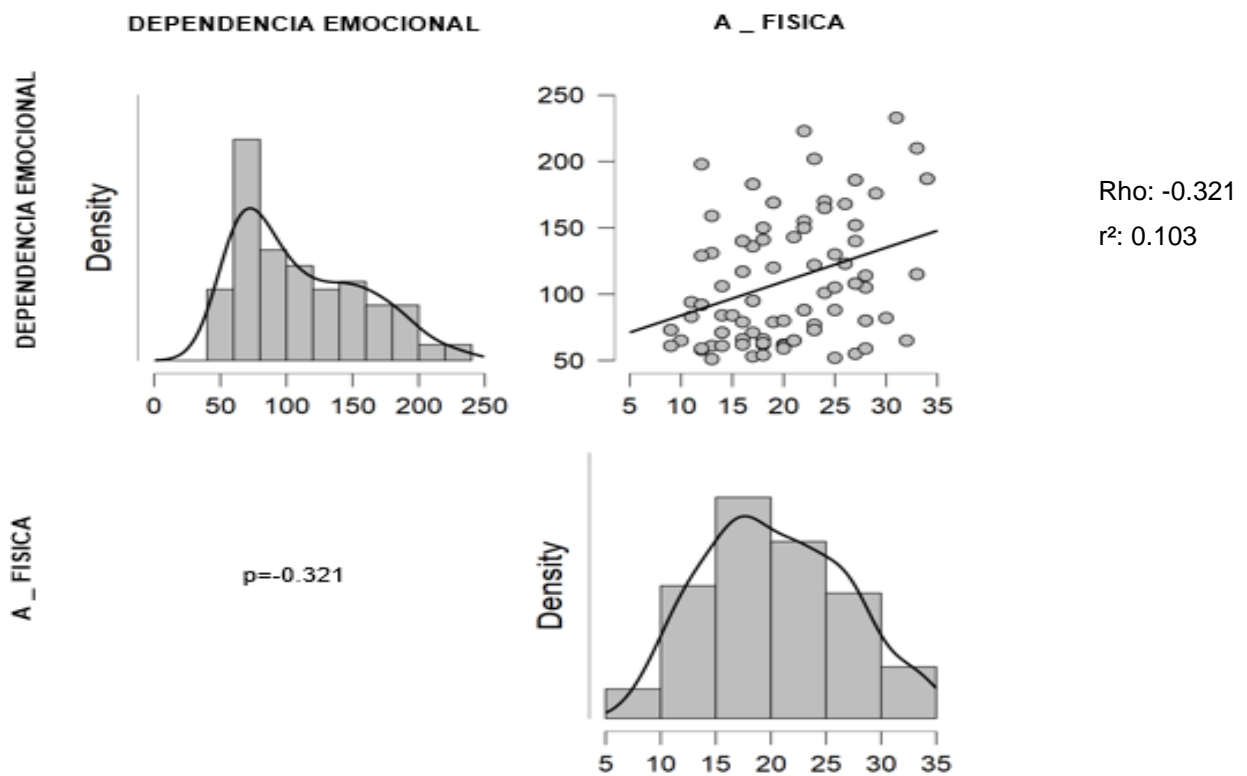 DEPENDENCIA EMOCIONAL
A _ FISICA
DEPENDENCIA EMOCIONAL
Density
0 50 100 150 200 250
250
200
150
100
50
5 10 15 20 25 30 35
Rho: -0.321
r²: 0.103
A _ FISICA
p=-0.321
Density
5 10 15 20 25 30 35